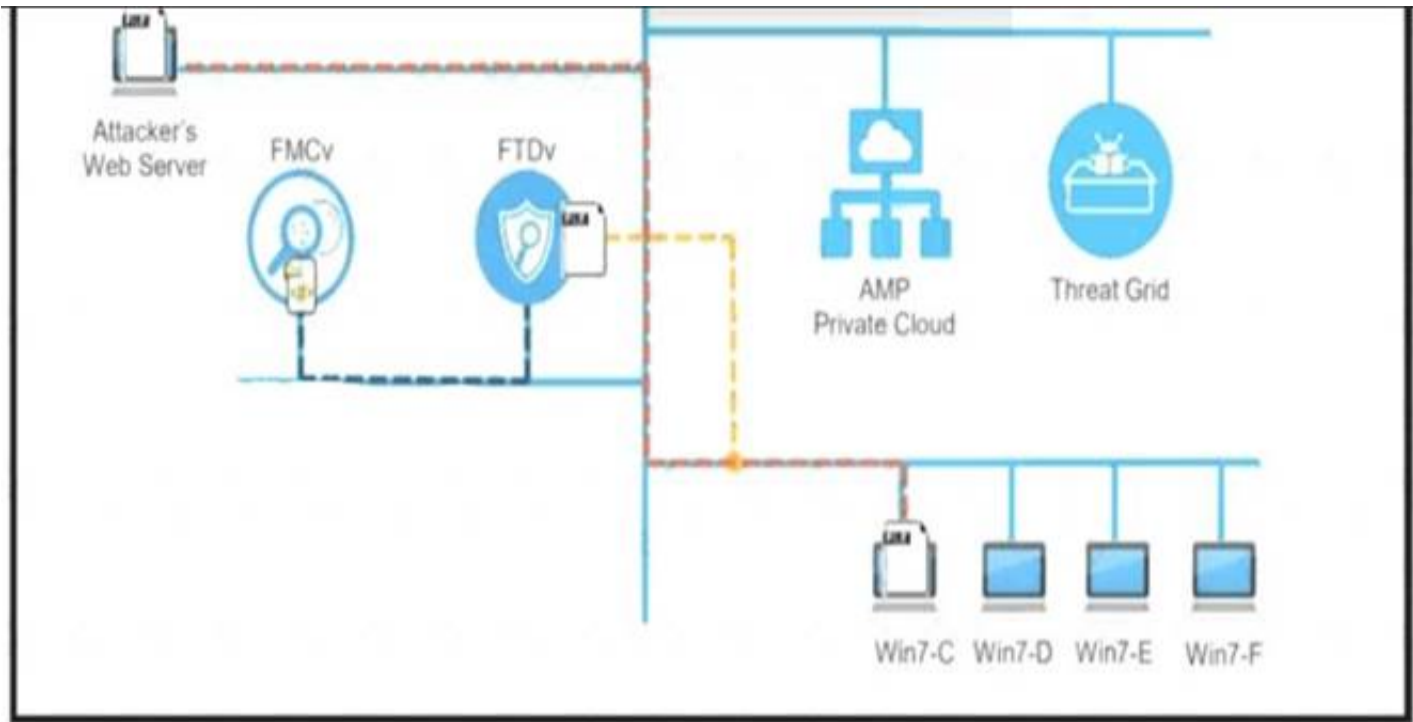 Attacker's
Web Server
FMCv
FTDv
AMP
Private Cloud
Threat Grid
Win7-C
Win7-D
Win7-E
Win7-F